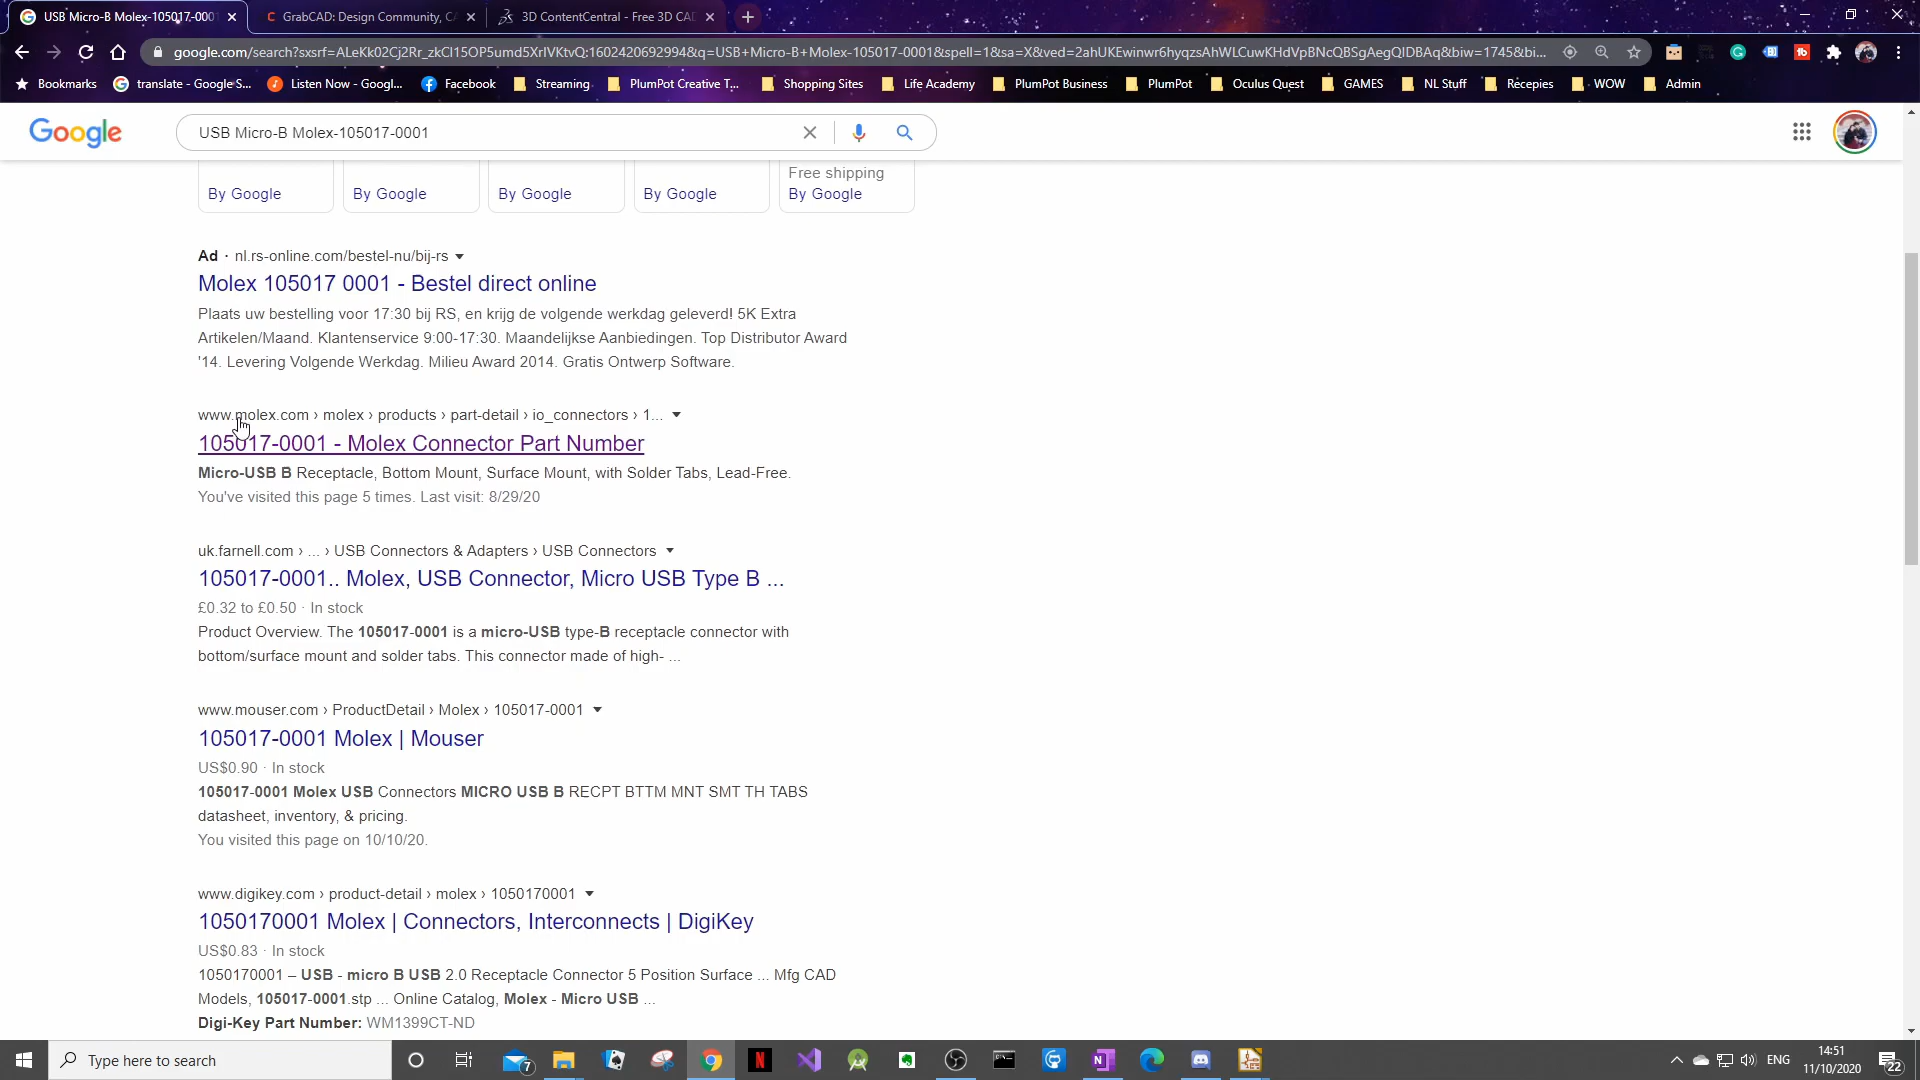 USB Micro-B Molex-105017-0001
GrabCAD: Design Community, CA
3D ContentCentral - Free 3D CAD
google.com/search?sxsrf=ALeKk02Cj2Rr_zkCl15OP5umd5XrIVKtvQ:1602420692994&q=USB+Micro-B+Molex-105017-0001&spell=1&sa=X&ved=2ahUKEwinwr6hyqzsAhWLCuwKHdVpBNcQBSgAegQIDBAq&biw=1745&bi...
Bookmarks
translate - Google S...
Listen Now - Googl...
Facebook
Streaming
PlumPot Creative T...
Shopping Sites
Life Academy
PlumPot Business
PlumPot
Oculus Quest
GAMES
NL Stuff
Recepies
WOW
Admin
Google
USB Micro-B Molex-105017-0001
Free shipping
By Google
By Google
By Google
By Google
By Google
Ad · nl.rs-online.com/bestel-nu/bij-rs
Molex 105017 0001 - Bestel direct online
Plaats uw bestelling voor 17:30 bij RS, en krijg de volgende werkdag geleverd! 5K Extra
Artikelen/Maand. Klantenservice 9:00-17:30. Maandelijkse Aanbiedingen. Top Distributor Award
'14. Levering Volgende Werkdag. Milieu Award 2014. Gratis Ontwerp Software.
www.molex.com › molex › products › part-detail › io_connectors › 1...
105017-0001 - Molex Connector Part Number
Micro-USB B Receptacle, Bottom Mount, Surface Mount, with Solder Tabs, Lead-Free.
You've visited this page 5 times. Last visit: 8/29/20
uk.farnell.com › ... › USB Connectors & Adapters › USB Connectors
105017-0001.. Molex, USB Connector, Micro USB Type B ...
£0.32 to £0.50 · In stock
Product Overview. The 105017-0001 is a micro-USB type-B receptacle connector with
bottom/surface mount and solder tabs. This connector made of high- ...
www.mouser.com › ProductDetail › Molex › 105017-0001
105017-0001 Molex | Mouser
US$0.90 · In stock
105017-0001 Molex USB Connectors MICRO USB B RECPT BTTM MNT SMT TH TABS
datasheet, inventory, & pricing.
You visited this page on 10/10/20.
www.digikey.com › product-detail › molex › 1050170001
1050170001 Molex | Connectors, Interconnects | DigiKey
US$0.83 · In stock
1050170001 – USB - micro B USB 2.0 Receptacle Connector 5 Position Surface ... Mfg CAD
Models, 105017-0001.stp ... Online Catalog, Molex - Micro USB ...
Digi-Key Part Number: WM1399CT-ND
Type here to search
7
N
ENG
14:51
11/10/2020
22